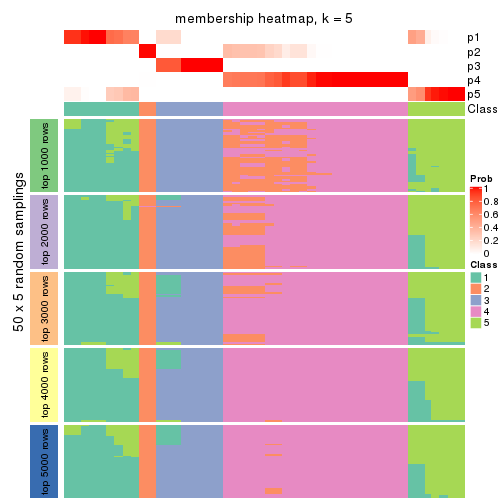 membership heatmap, k = 5
p1
p2
p3
p4
p5
Class
50 x 5 random samplings
top 1000 rows
top 2000 rows
top 3000 rows
top 4000 rows
top 5000 rows
Prob
1
0.8
0.6
0.4
0.2
0
Class
1
2
3
4
5